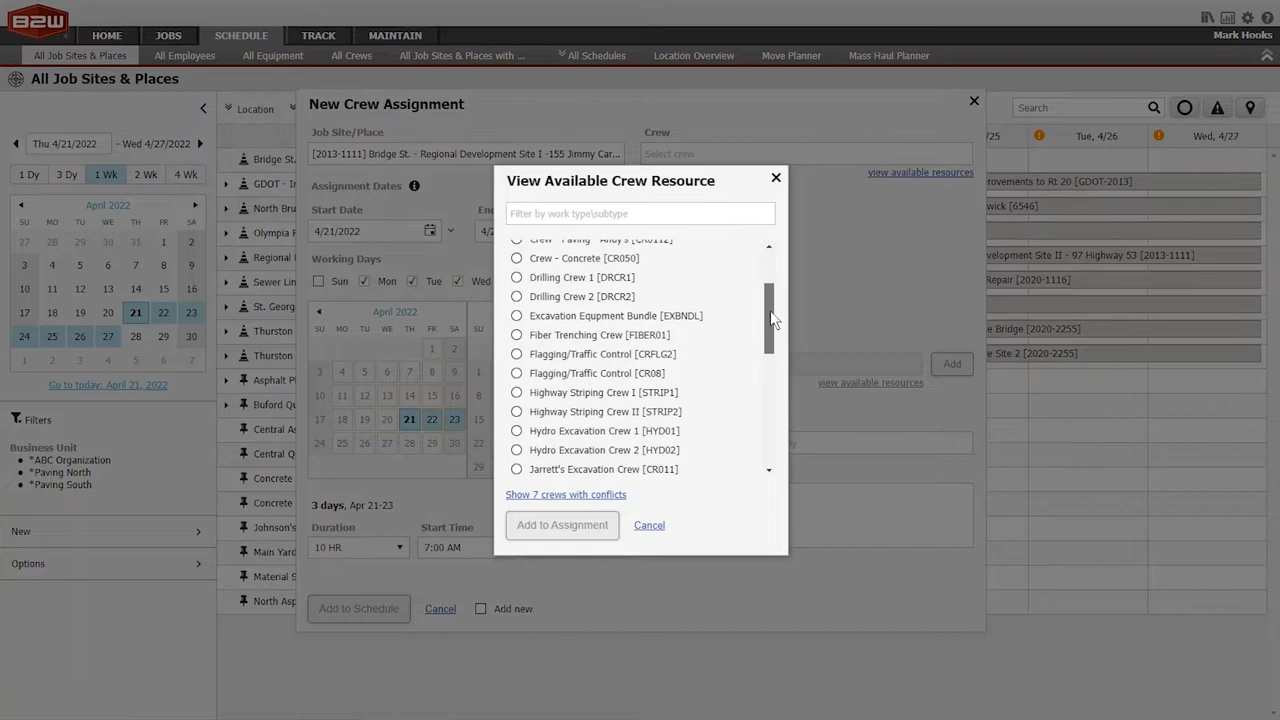 B2W
HOME
JOBS
SCHEDULE
TRACK
MAINTAIN
Mark Hooks
All Job Sites & Places
All Employees
All Equipment
All Crews
All Job Sites & Places with ...
All Schedules
Location Overview
Move Planner
Mass Haul Planner
All Job Sites & Places
Thu 4/21/2022
– Wed 4/27/2022
1 Dy
3 Dy
1 Wk
2 Wk
4 Wk
April 2022
SU MO TU WE TH FR SA
27 28 29 30 31 1 2
3 4 5 6 7 8 9
10 11 12 13 14 15 16
17 18 19 20 21 22 23
24 25 26 27 28 29 30
1 2 3 4 5 6 7
Go to today: April 21, 2022
Filters
Business Unit
*ABC Organization
*Paving North
*Paving South
New
Options
Location
Bridge St.
GDOT - I
North Bru
Olympia F
Regional
Sewer Lin
St. Georg
Thurston
Thurston
Asphalt P
Buford Qu
Central As
Central Q
Concrete
Concrete
Johnson's
Main Yard
Material S
North Asp
New Crew Assignment
Job Site/Place
[2013-1111] Bridge St. - Regional Development Site I -155 Jimmy Car...
Crew
Select crew
view available resources
Assignment Dates
Start Date
4/21/2022
Working Days
Sun
Mon
Tue
Wed
April 2022
1 2
3 4 5 6 7 8 9
10 11 12 13 14 15 16
17 18 19 20 21 22 23
24 25 26 27 28 29 30
3 days, Apr 21-23
Duration
10 HR
Start Time
7:00 AM
Add to Schedule
Cancel
Add new
Add
view available resources
View Available Crew Resource
Filter by work type\subtype
Crew - Paving - Andy's [CR0112]
Crew - Concrete [CR050]
Drilling Crew 1 [DRCR1]
Drilling Crew 2 [DRCR2]
Excavation Equpment Bundle [EXBNDL]
Fiber Trenching Crew [FIBER01]
Flagging/Traffic Control [CRFLG2]
Flagging/Traffic Control [CR08]
Highway Striping Crew I [STRIP1]
Highway Striping Crew II [STRIP2]
Hydro Excavation Crew 1 [HYD01]
Hydro Excavation Crew 2 [HYD02]
Jarrett's Excavation Crew [CR011]
Show 7 crews with conflicts
Add to Assignment
Cancel
Search
/25
Tue, 4/26
Wed, 4/27
ovements to Rt 20 [GDOT-2013]
wick [6546]
lopment Site II - 97 Highway 53 [2013-1111]
Repair [2020-1116]
e Bridge [2020-2255]
e Site 2 [2020-2255]